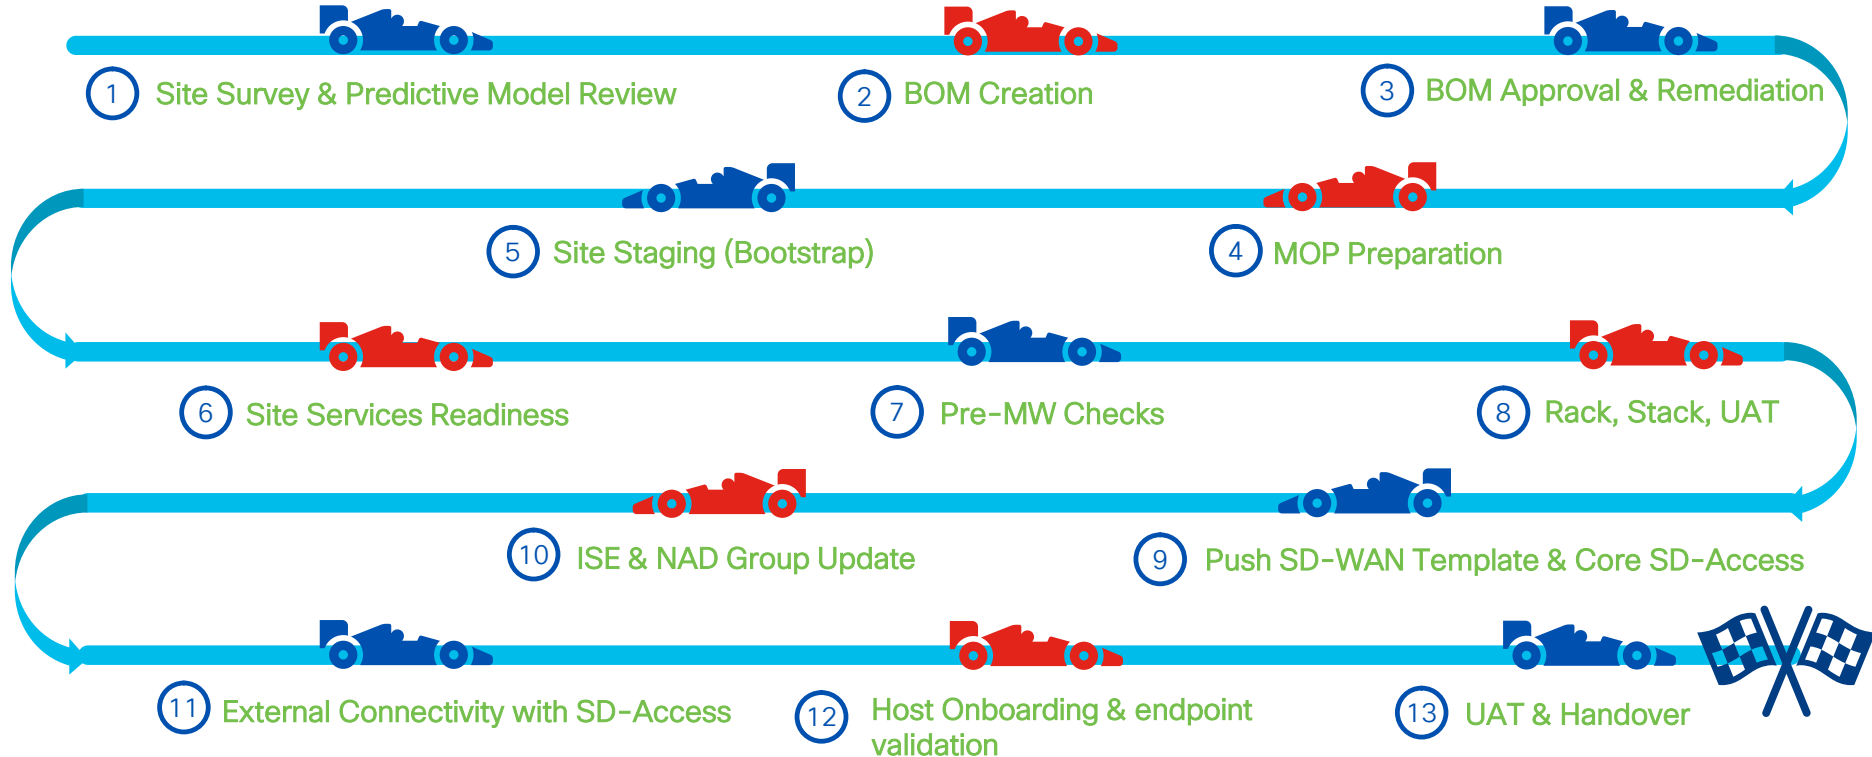 1 Site Survey & Predictive Model Review
2 BOM Creation
3 BOM Approval & Remediation
4 MOP Preparation
5 Site Staging (Bootstrap)
6 Site Services Readiness
7 Pre-MW Checks
8 Rack, Stack, UAT
9 Push SD-WAN Template & Core SD-Access
10 ISE & NAD Group Update
11 External Connectivity with SD-Access
12 Host Onboarding & endpoint
validation
13 UAT & Handover